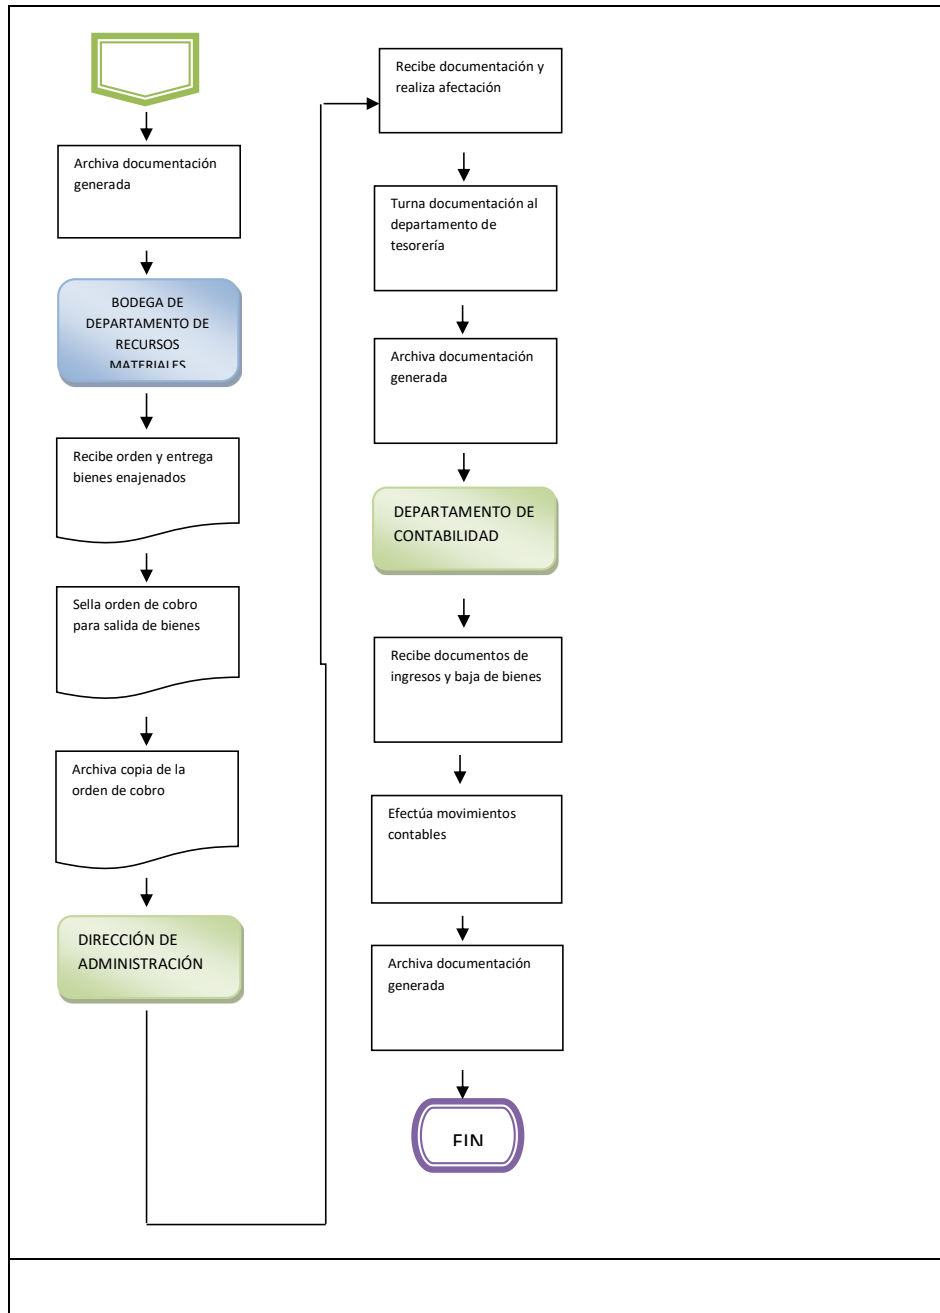 Archiva documentación
generada
BODEGA DE
DEPARTAMENTO DE
RECURSOS
MATERIALES
Recibe orden y entrega
bienes enajenados
Sella orden de cobro
para salida de bienes
Archiva copia de la
orden de cobro
DIRECCIÓN DE
ADMINISTRACIÓN
Recibe documentación y
realiza afectación
Turna documentación al
departamento de
tesorería
Archiva documentación
generada
DEPARTAMENTO DE
CONTABILIDAD
Recibe documentos de
ingresos y baja de bienes
Efectúa movimientos
contables
Archiva documentación
generada
FIN